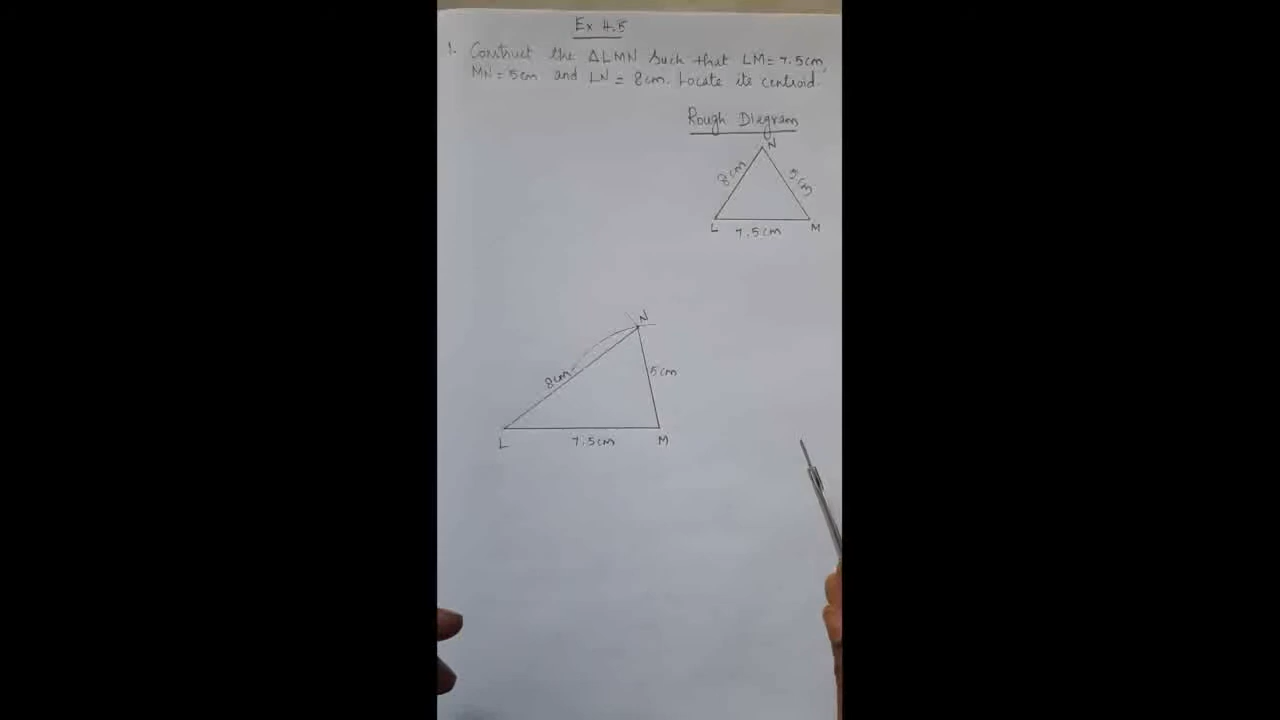 Ex 4.5
1. Construct the ΔLMN such that LM = 7.5cm,
MN = 5cm and LN = 8cm. Locate its centroid.
Rough Diagram
N
8cm
5cm
L
M
7.5cm
N
8cm
5cm
L
7.5cm
M